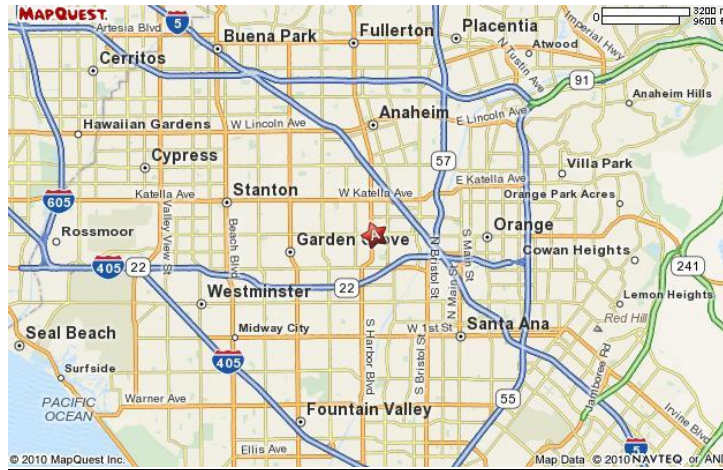 MAPQUEST.
Artesia Blvd
5
Buena Park
Fullerton
Placentia
Imperial Hwy
0
3200
9600
Cerritos
N Tustin Ave
Atwood
91
Anaheim Hills
Hawaiian Gardens
W Lincoln Ave
Anaheim
E Lincoln Ave
Cypress
57
Villa Park
Katella Ave
Stanton
W Katella Ave
E Katella Ave
Orange Park Acres
605
Rossmoor
Valley View St
Beach Blvd
Garden Grove
A
N Bristol St
S Main St
Orange
Cowan Heights
405
22
241
Westminster
22
N Main St
Lemon Heights
Red Hill
Seal Beach
Midway City
S Harbor Blvd
W 1st St
Santa Ana
Surfside
405
S Bristol St
Jamboree Rd
PACIFIC
OCEAN
Warner Ave
Fountain Valley
55
Irvine Blvd
Ellis Ave
5
© 2010 MapQuest Inc.
Map Data © 2010 NAVTEQ or AND